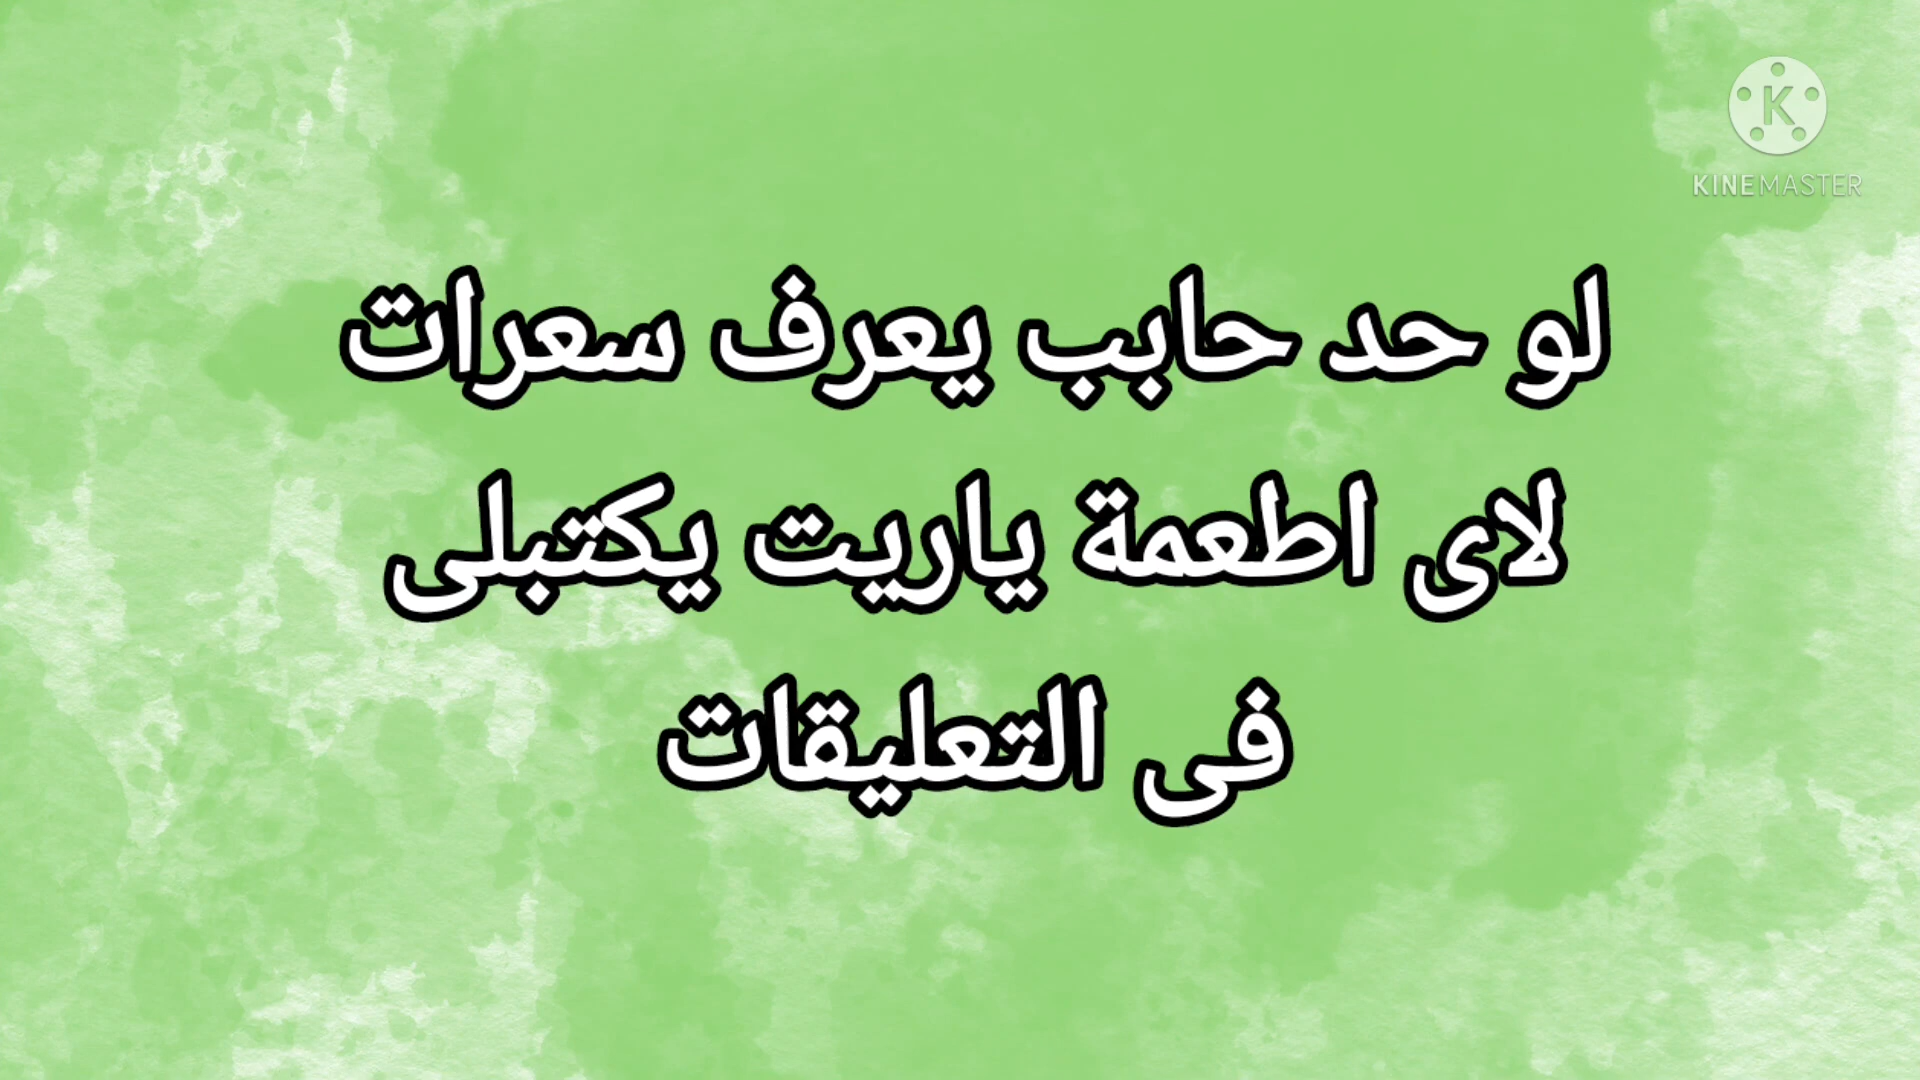 KINEMASTER
لو حد حابب يعرف سعرات
لاى اطعمة ياريت يكتبلى
فى التعليقات